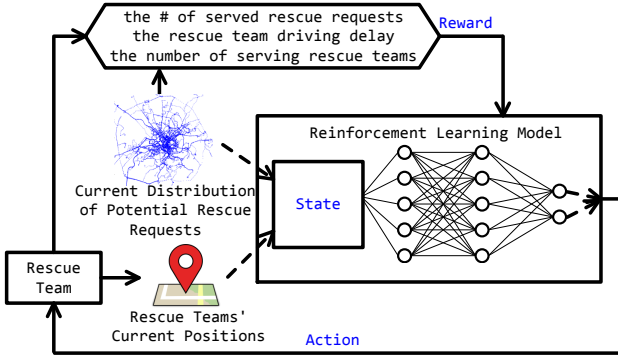 the # of served rescue requests
the rescue team driving delay
the number of serving rescue teams
Reward
Reinforcement Learning Model
State
Current Distribution
of Potential Rescue
Requests
Rescue
Team
Rescue Teams'
Current Positions
Action